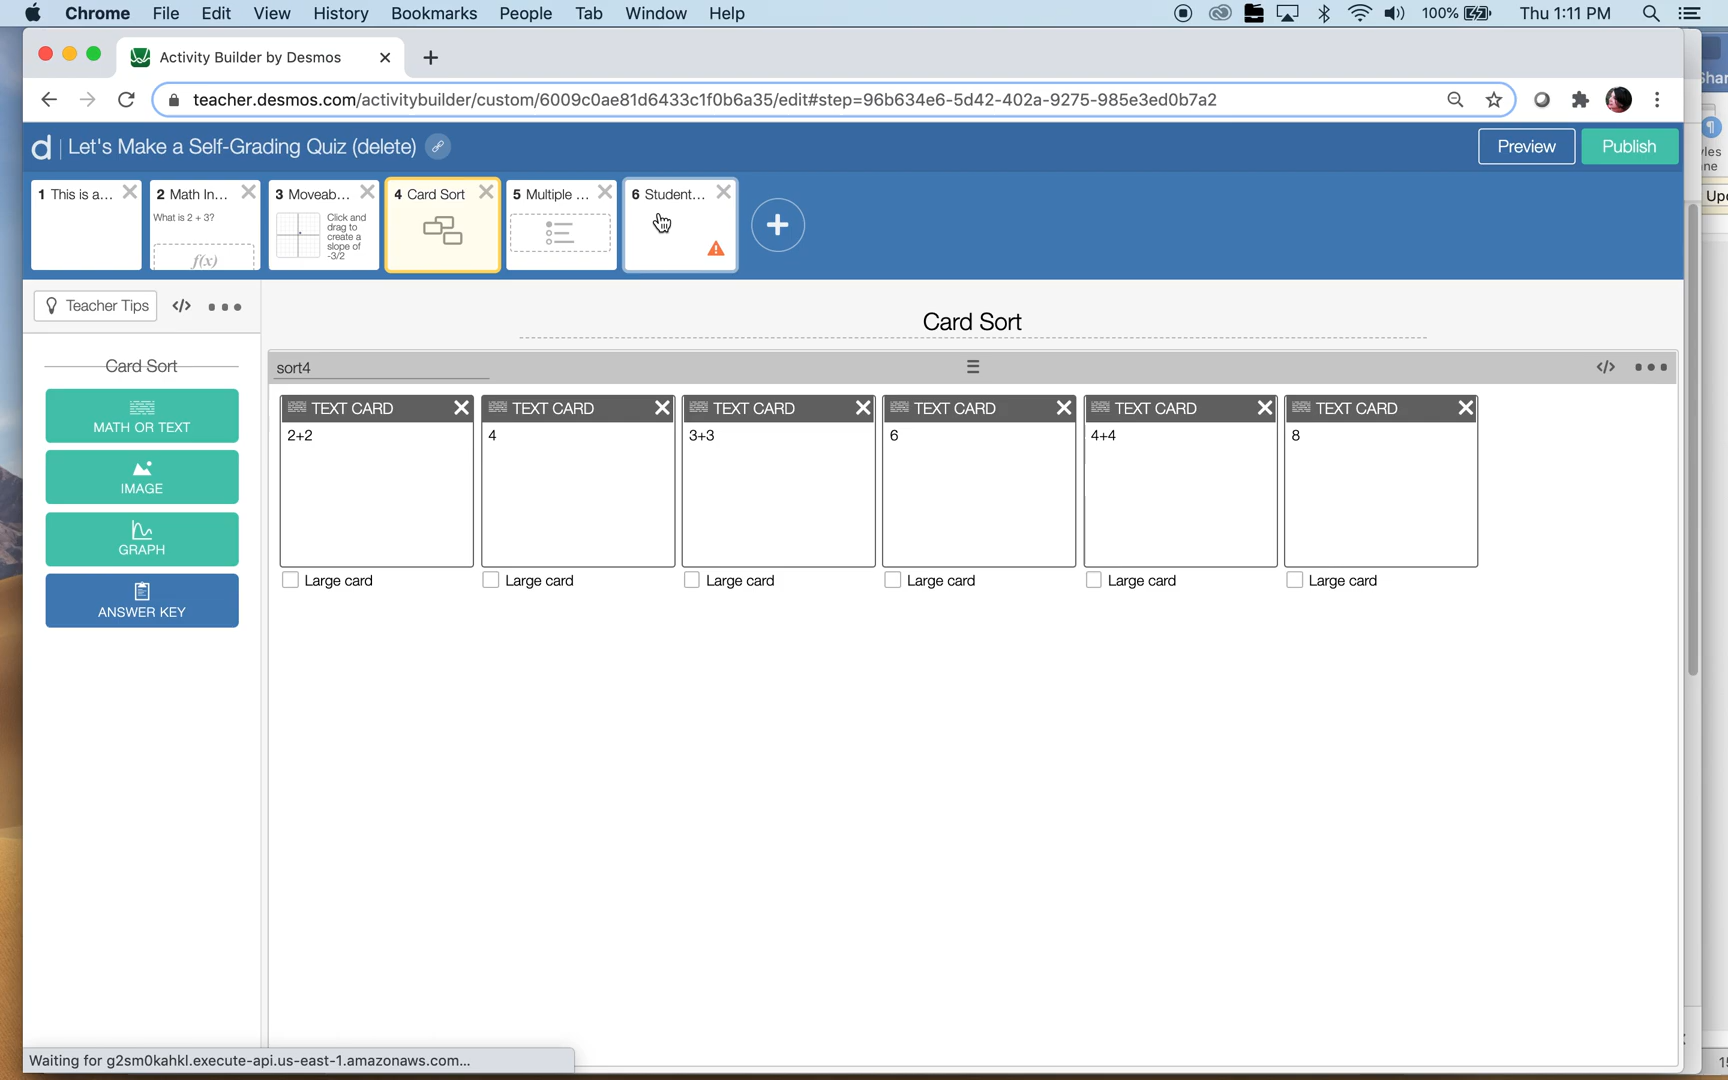 Chrome File Edit View History Bookmarks People Tab Window Help 100% Thu 1:11 PM
Activity Builder by Desmos
teacher.desmos.com/activitybuilder/custom/6009c0ae81d6433c1f0b6a35/edit#step=96b634e6-5d42-402a-9275-985e3ed0b7a2
d Let's Make a Self-Grading Quiz (delete) Preview Publish
1 This is a... 2 Math In... 3 Moveab... 4 Card Sort 5 Multiple ... 6 Student...
What is 2 + 3?
f(x)
Click and
drag to
create a
slope of
-3/2
Teacher Tips </>
Card Sort
Card Sort
MATH OR TEXT
IMAGE
GRAPH
ANSWER KEY
sort4 </>
TEXT CARD TEXT CARD TEXT CARD TEXT CARD TEXT CARD TEXT CARD
2+2 4 3+3 6 4+4 8
Large card Large card Large card Large card Large card Large card
Waiting for g2sm0kahkl.execute-api.us-east-1.amazonaws.com...